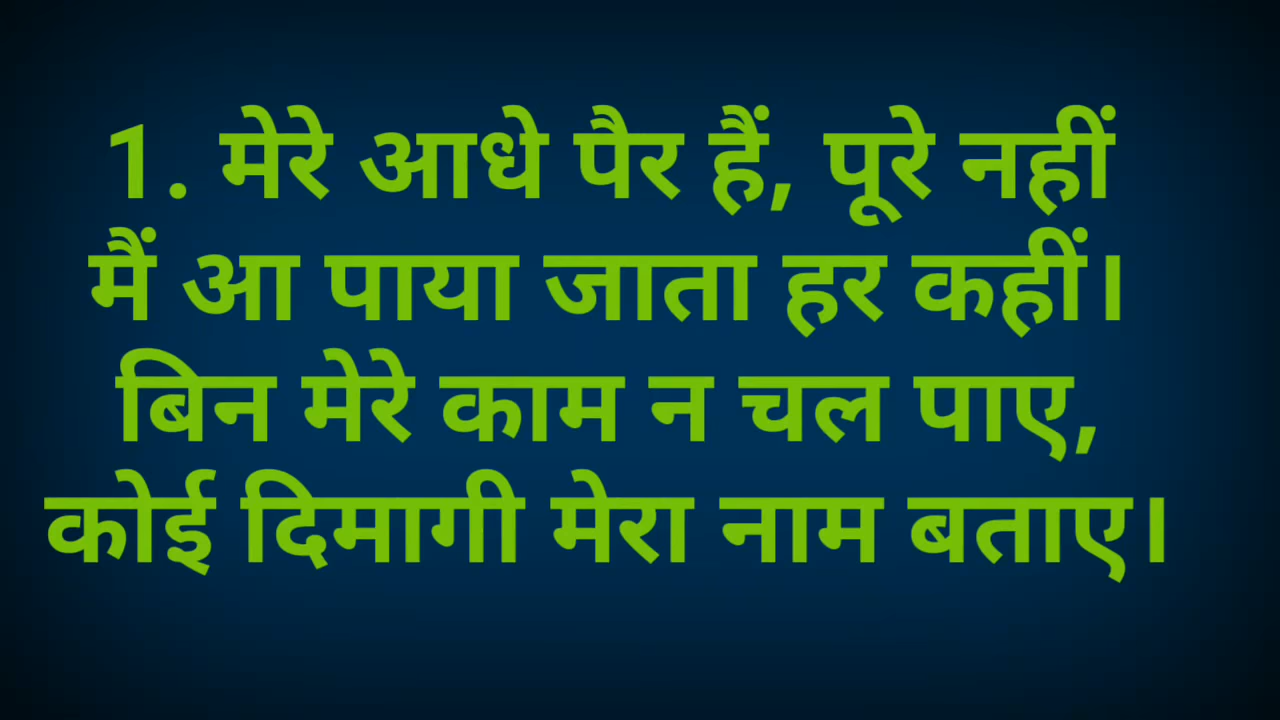 1. मेरे आधे पैर हैं, पूरे नहीं
मैं आ पाया जाता हर कहीं।
बिन मेरे काम न चल पाए,
कोई दिमागी मेरा नाम बताए।